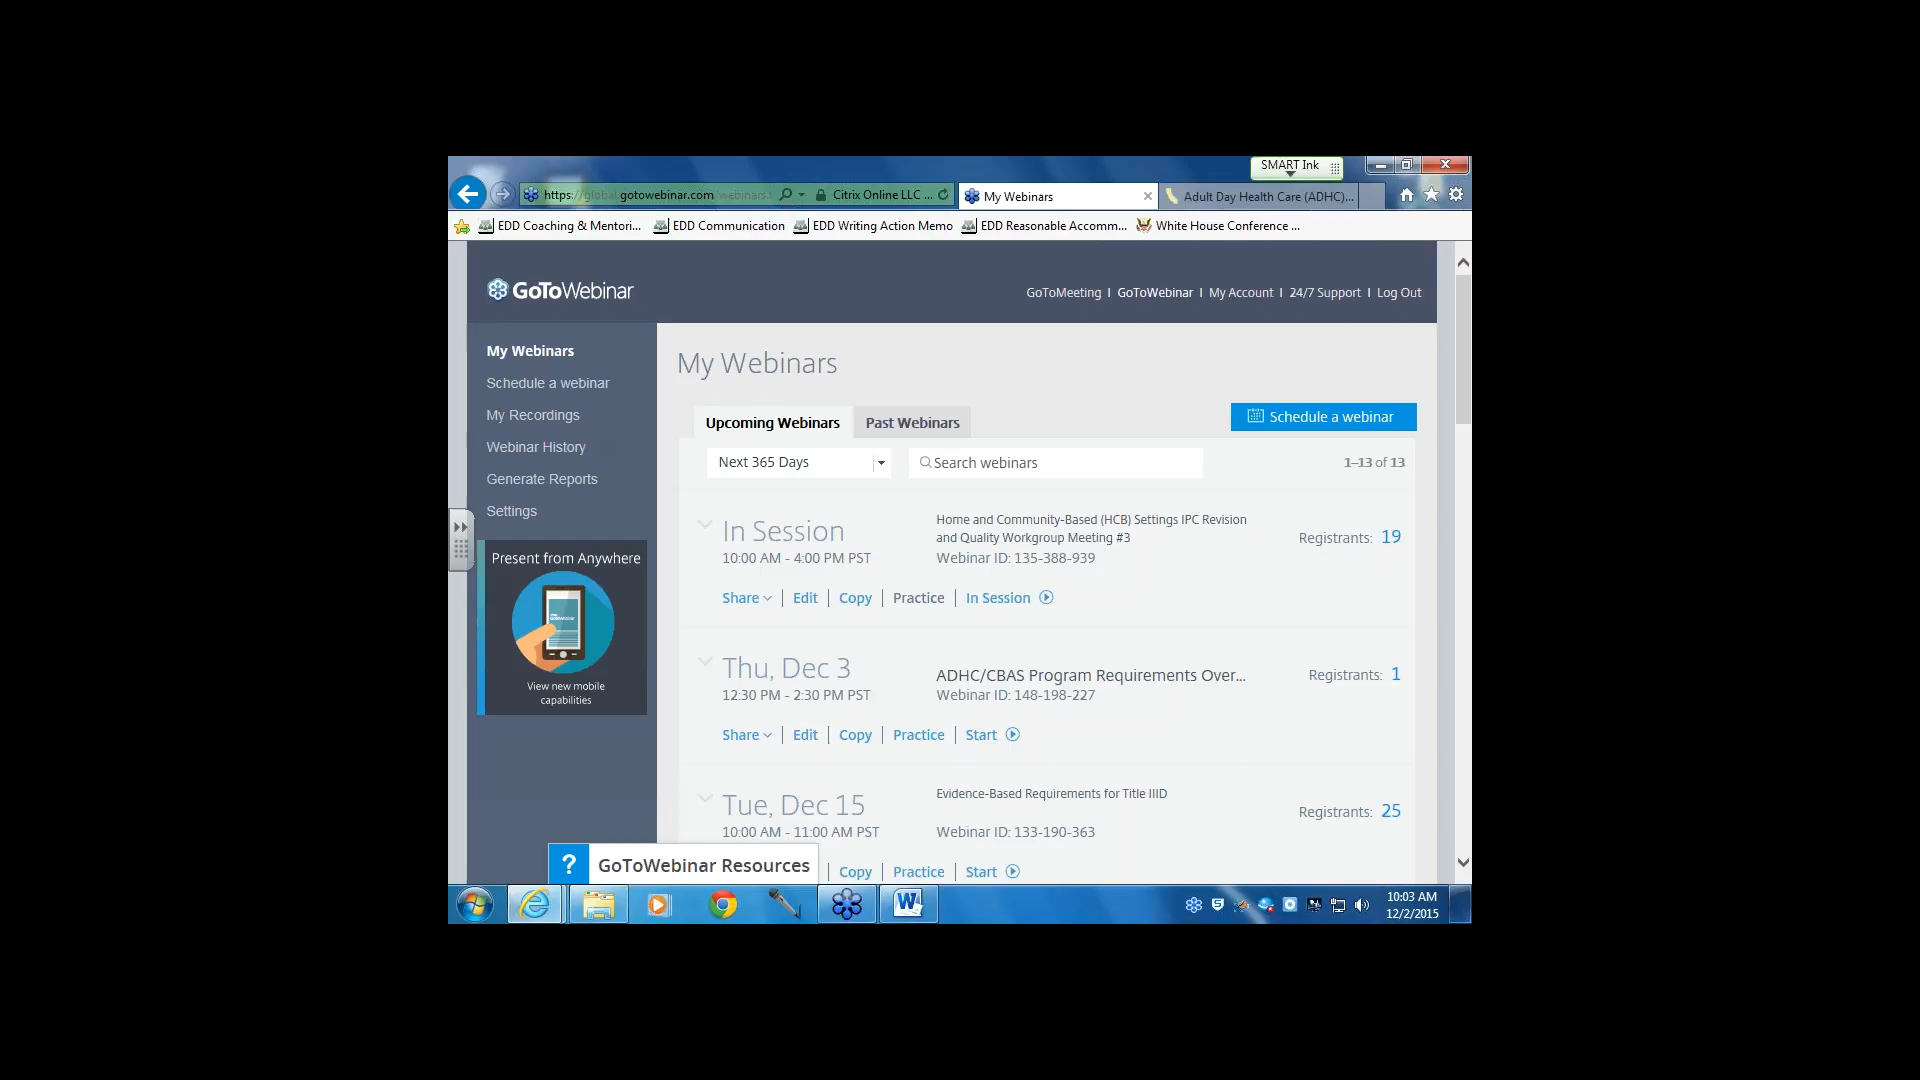 SMART Ink
https://global.gotowebinar.com/webinars.t
Citrix Online LLC ...
My Webinars
Adult Day Health Care (ADHC)...
EDD Coaching & Mentori...
EDD Communication
EDD Writing Action Memo
EDD Reasonable Accomm...
White House Conference ...
GoToWebinar
GoToMeeting | GoToWebinar | My Account | 24/7 Support | Log Out
My Webinars
Schedule a webinar
My Recordings
Webinar History
Generate Reports
Settings
Present from Anywhere
View new mobile
capabilities
My Webinars
Upcoming Webinars
Past Webinars
Schedule a webinar
Next 365 Days
Search webinars
1–13 of 13
In Session
10:00 AM - 4:00 PM PST
Home and Community-Based (HCB) Settings IPC Revision
and Quality Workgroup Meeting #3
Webinar ID: 135-388-939
Registrants: 19
Share | Edit | Copy | Practice | In Session
Thu, Dec 3
12:30 PM - 2:30 PM PST
ADHC/CBAS Program Requirements Over...
Webinar ID: 148-198-227
Registrants: 1
Share | Edit | Copy | Practice | Start
Tue, Dec 15
10:00 AM - 11:00 AM PST
Evidence-Based Requirements for Title IIID
Webinar ID: 133-190-363
Registrants: 25
| Copy | Practice | Start
? GoToWebinar Resources
10:03 AM
12/2/2015